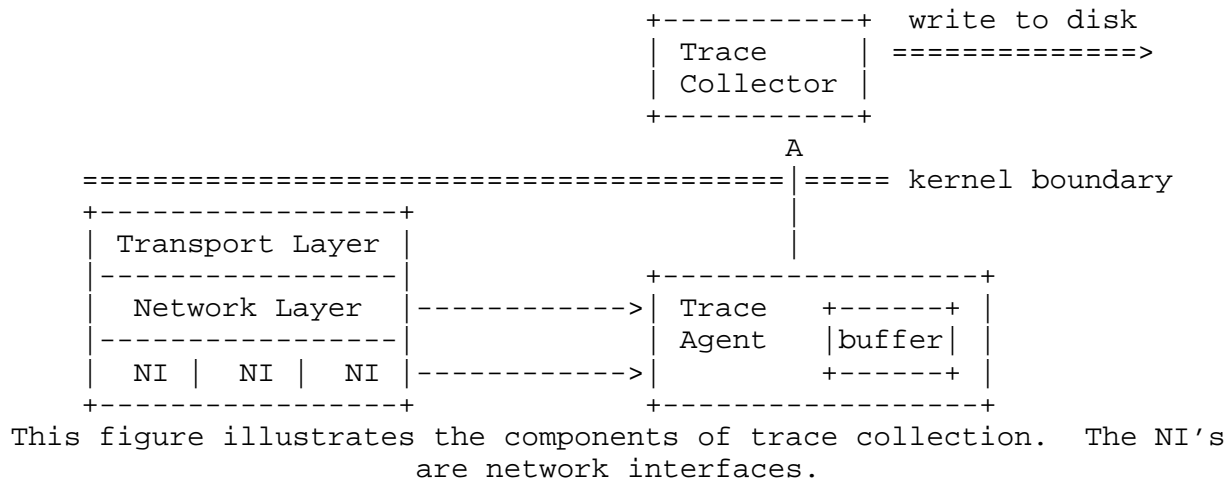 write to disk
Trace
Collector
A
kernel boundary
Transport Layer
Network Layer
Trace
Agent
buffer
NI
NI
NI
This figure illustrates the components of trace collection.  The NI's
are network interfaces.